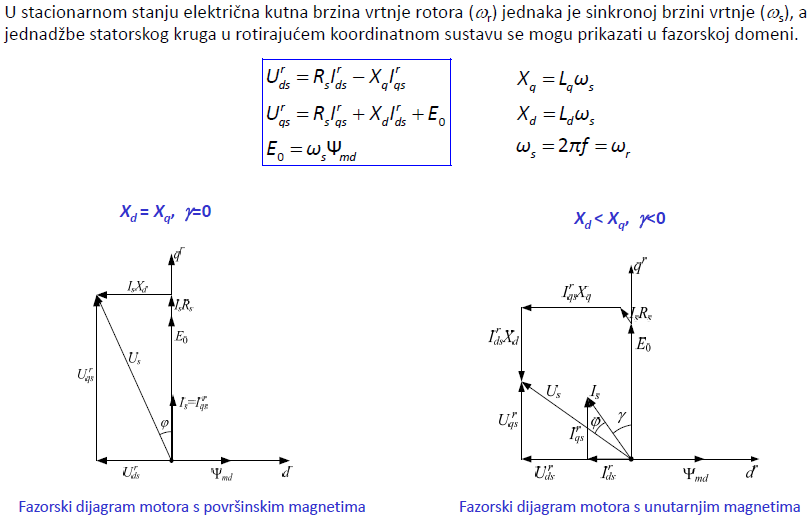 U stacionarnom stanju električna kutna brzina vrtnje rotora (ωr) jednaka je sinkronoj brzini vrtnje (ωs), a
jednadžbe statorskog kruga u rotirajućem koordinatnom sustavu se mogu prikazati u fazorskoj domeni.
U^r_ds = R_s I^r_ds − X_q I^r_qs
U^r_qs = R_s I^r_qs + X_d I^r_ds + E_0
E_0 = ω_s Ψ_md
X_q = L_q ω_s
X_d = L_d ω_s
ω_s = 2πf = ω_r
X_d = X_q, γ=0
q^r
I_s X_d
I_s R_s
E_0
U_s
U^r_qs
I_s=I^r_qs
φ
U^r_ds
Ψ_md
d^r
Fazorski dijagram motora s površinskim magnetima
X_d < X_q, γ<0
q^r
I^r_qs X_q
I_s R_s
I^r_ds X_d
E_0
U_s
I_s
U^r_qs
I^r_qs
φ
γ
U^r_ds
I^r_ds
Ψ_md
d^r
Fazorski dijagram motora s unutarnjim magnetima